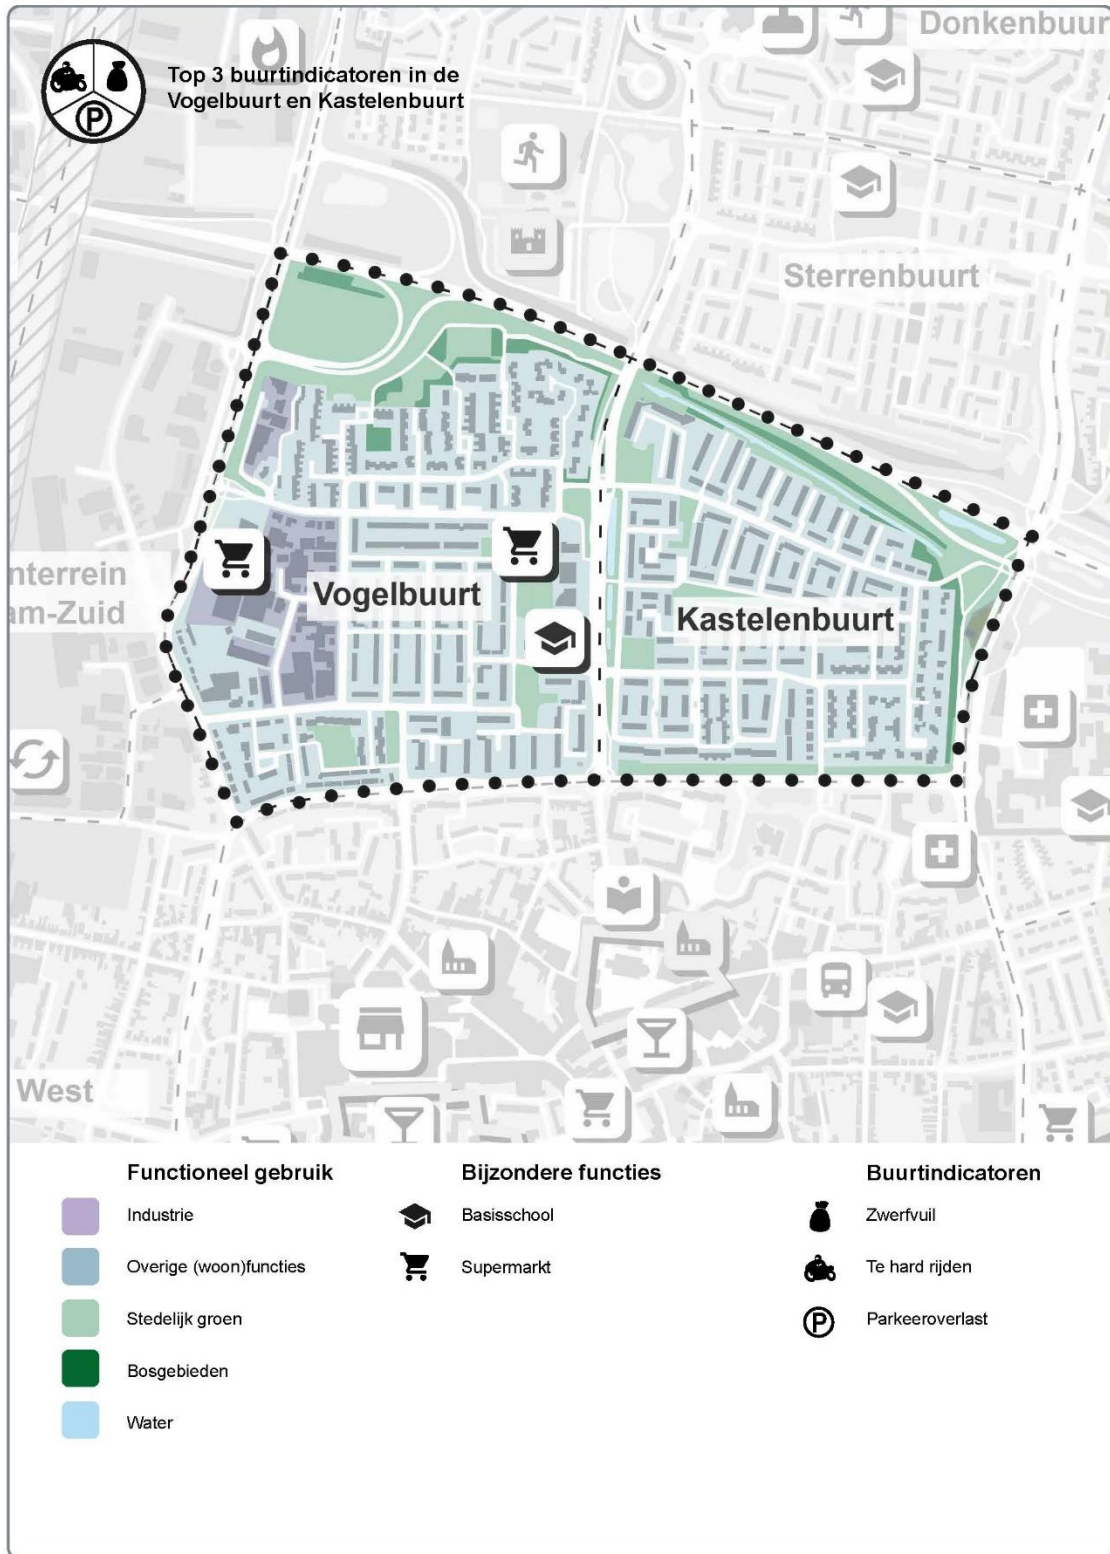 Donkenbuur
Top 3 buurtindicatoren in de
Vogelbuurt en Kastelenbuurt
P
Sterrenbuurt
nterrein
am-Zuid
Vogelbuurt
Kastelenbuurt
West
Functioneel gebruik
Industrie
Overige (woon)functies
Stedelijk groen
Bosgebieden
Water
Bijzondere functies
Basisschool
Supermarkt
Buurtindicatoren
Zwerfvuil
Te hard rijden
P Parkeeroverlast